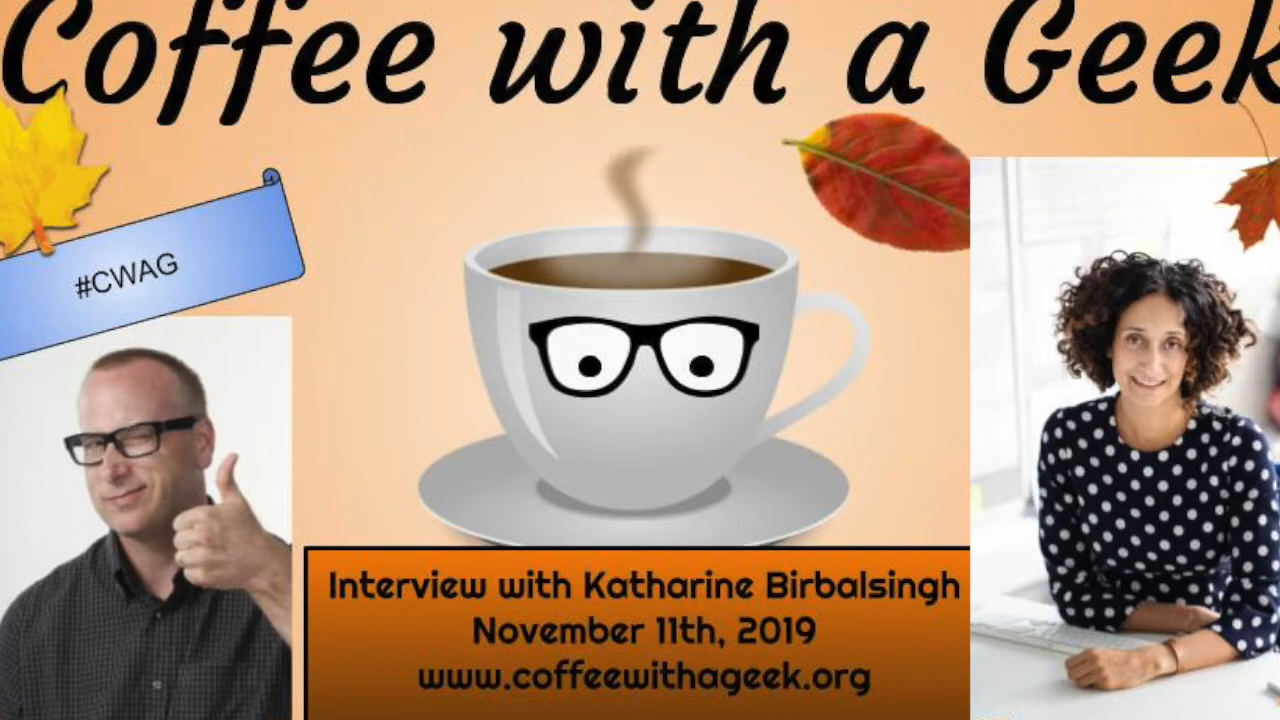 Coffee with a Geek
#CWAG
Interview with Katharine Birbalsingh
November 11th, 2019
www.coffeewithageek.org